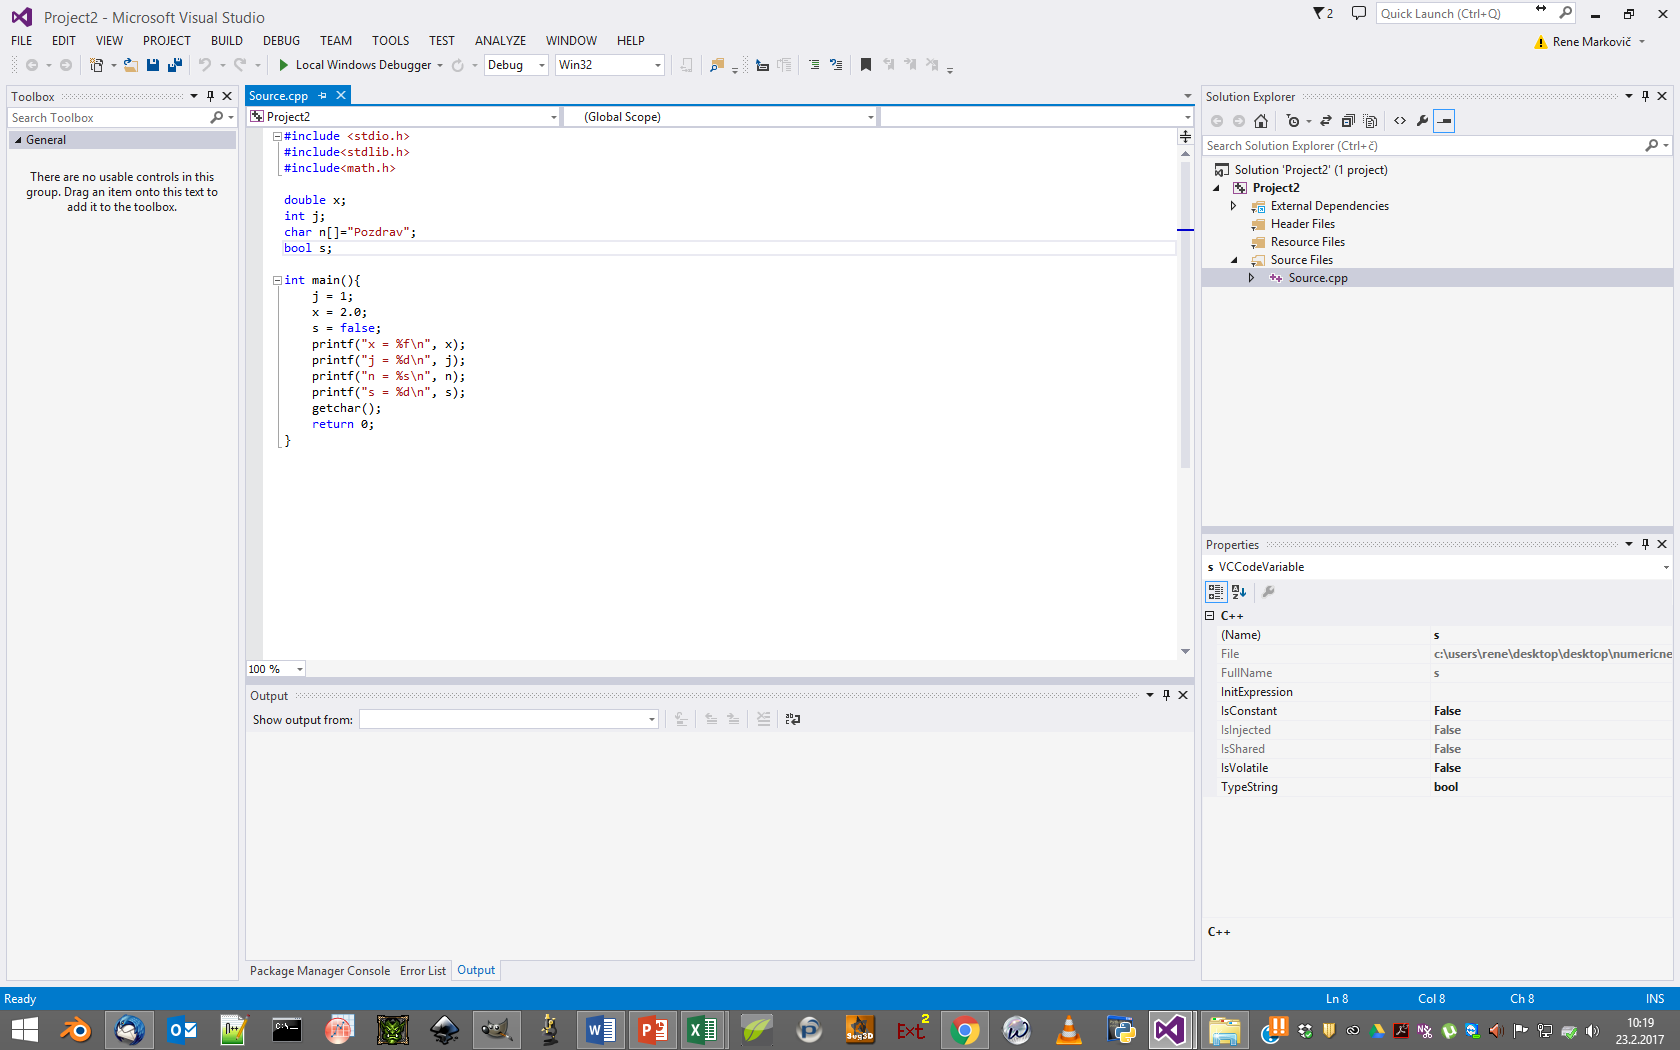 Project2 - Microsoft Visual Studio
2
Quick Launch (Ctrl+Q)
FILE EDIT VIEW PROJECT BUILD DEBUG TEAM TOOLS TEST ANALYZE WINDOW HELP
Rene Markovič
Local Windows Debugger Debug Win32
Toolbox
Search Toolbox
General
There are no usable controls in this
group. Drag an item onto this text to
add it to the toolbox.
Source.cpp
Project2 (Global Scope)
#include <stdio.h>
#include<stdlib.h>
#include<math.h>
double x;
int j;
char n[]="Pozdrav";
bool s;
int main(){
j = 1;
x = 2.0;
s = false;
printf("x = %f\n", x);
printf("j = %d\n", j);
printf("n = %s\n", n);
printf("s = %d\n", s);
getchar();
return 0;
}
100 %
Output
Show output from:
Package Manager Console Error List Output
Solution Explorer
Search Solution Explorer (Ctrl+č)
Solution 'Project2' (1 project)
Project2
External Dependencies
Header Files
Resource Files
Source Files
Source.cpp
Properties
s VCCodeVariable
C++
(Name) s
File c:\users\rene\desktop\desktop\numericne
FullName s
InitExpression
IsConstant False
IsInjected False
IsShared False
IsVolatile False
TypeString bool
C++
Ready Ln 8 Col 8 Ch 8 INS
Ext2
10:19
23.2.2017